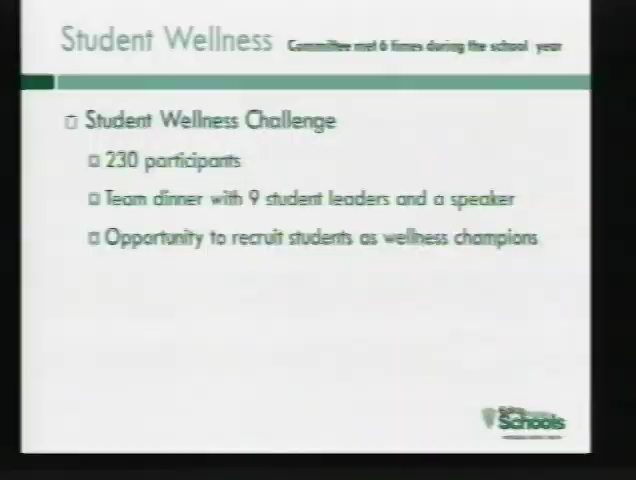 Student Wellness Committee met 6 times during the school year
Student Wellness Challenge
230 participants
Team dinner with 9 student leaders and a speaker
Opportunity to recruit students as wellness champions
Schools